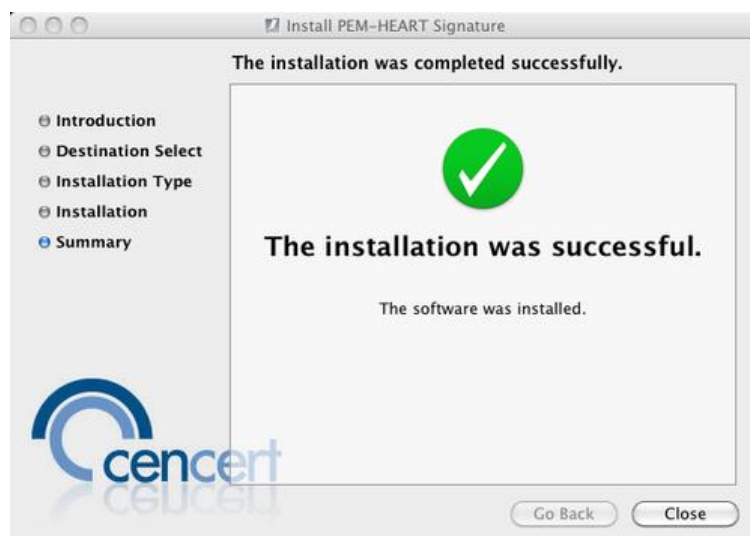 Install PEM-HEART Signature
The installation was completed successfully.
Introduction
Destination Select
Installation Type
Installation
Summary
The installation was successful.
The software was installed.
cencert
Go Back
Close